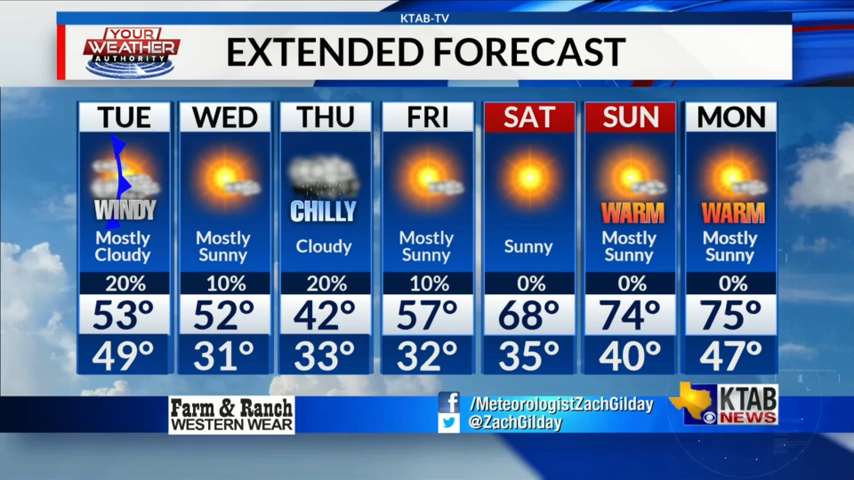 KTAB-TV
YOUR
WEATHER
AUTHORITY
EXTENDED FORECAST
TUE WED THU FRI SAT SUN MON
WINDY CHILLY WARM WARM
Mostly Cloudy
Mostly Sunny
Cloudy
Mostly Sunny
Sunny
Mostly Sunny
Mostly Sunny
20% 10% 20% 10% 0% 0% 0%
53° 52° 42° 57° 68° 74° 75°
49° 31° 33° 32° 35° 40° 47°
Farm & Ranch
WESTERN WEAR
f /MeteorologistZachGilday
@ZachGilday
KTAB
NEWS